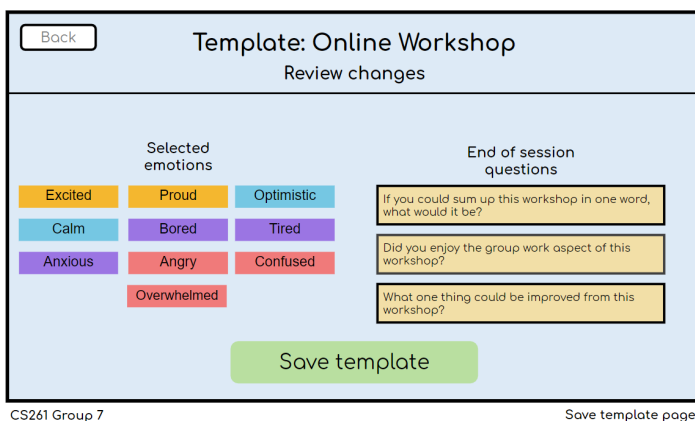 Back
Template: Online Workshop
Review changes
Selected
emotions
Excited
Proud
Optimistic
Calm
Bored
Tired
Anxious
Angry
Confused
Overwhelmed
End of session
questions
If you could sum up this workshop in one word,
what would it be?
Did you enjoy the group work aspect of this
workshop?
What one thing could be improved from this
workshop?
Save template
CS261 Group 7
Save template page